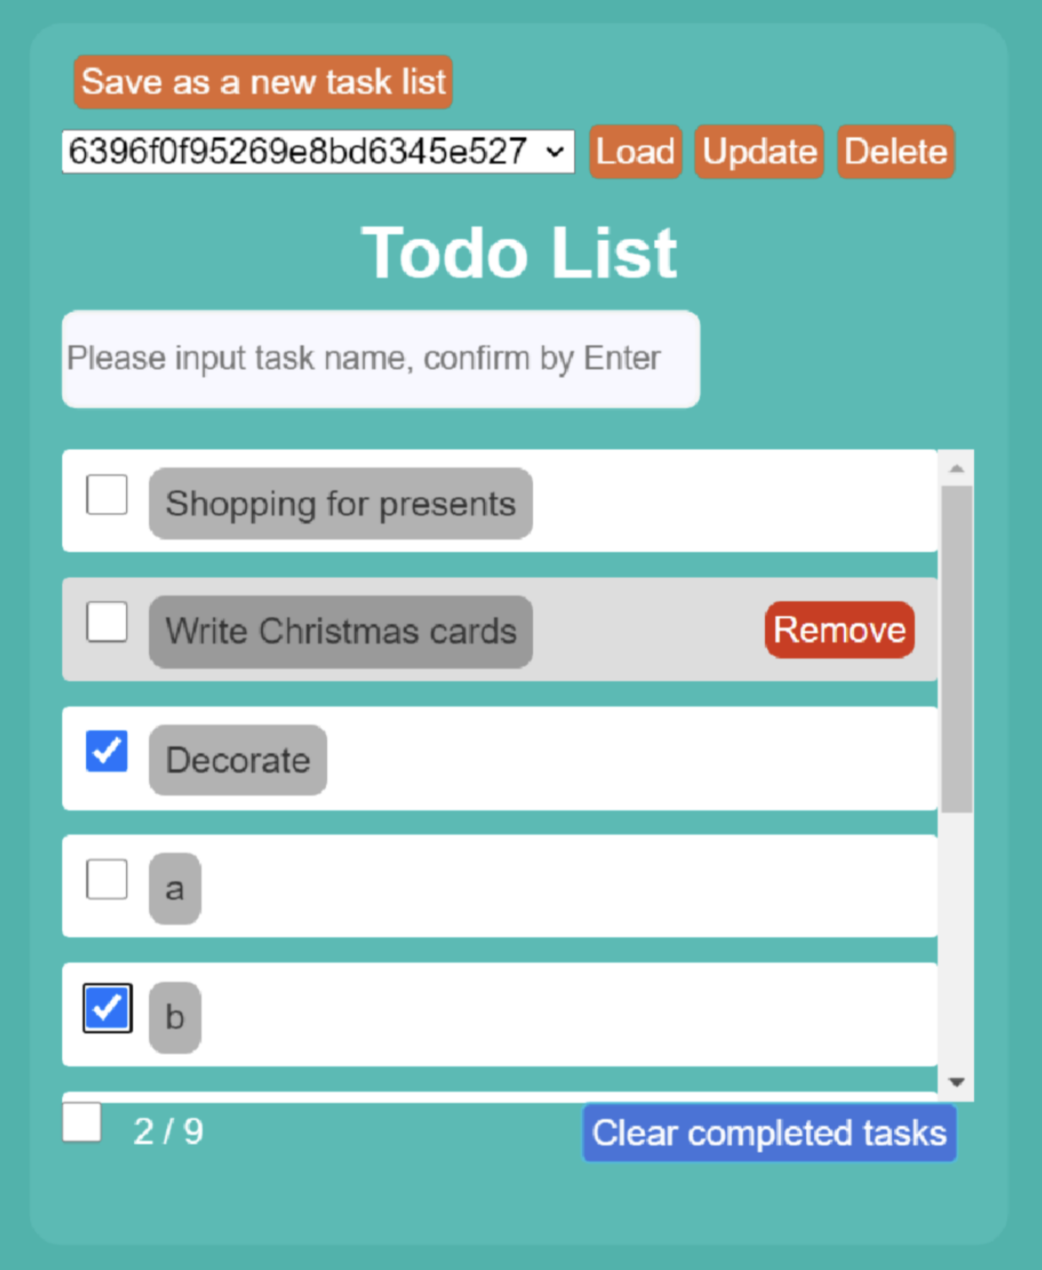 Save as a new task list
6396f0f95269e8bd6345e527 Load Update Delete
Todo List
Please input task name, confirm by Enter
Shopping for presents
Write Christmas cards Remove
Decorate
a
b
2 / 9 Clear completed tasks